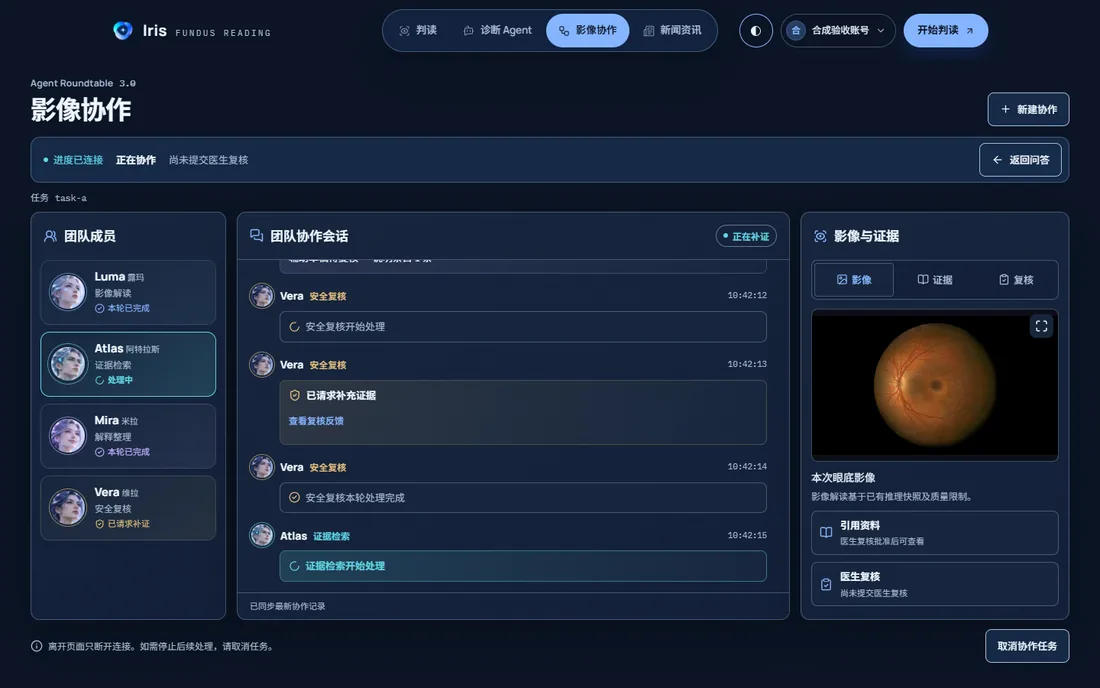 Iris FUNDUS READING
判读
诊断 Agent
影像协作
新闻资讯
合 合成验收账号
开始判读
Agent Roundtable 3.0
影像协作
新建协作
进度已连接 正在协作 尚未提交医生复核
返回问答
任务 task-a
团队成员
Luma 露玛
影像解读
本轮已完成
Atlas 阿特拉斯
证据检索
处理中
Mira 米拉
解释整理
本轮已完成
Vera 维拉
安全复核
已请求补证
团队协作会话
正在补证
Vera 安全复核 10:42:12
安全复核开始处理
Vera 安全复核 10:42:13
已请求补充证据
查看复核反馈
Vera 安全复核 10:42:14
安全复核本轮处理完成
Atlas 证据检索 10:42:15
证据检索开始处理
已同步最新协作记录
影像与证据
影像
证据
复核
本次眼底影像
影像解读基于已有推理快照及质量限制。
引用资料
医生复核批准后可查看
医生复核
尚未提交医生复核
离开页面只断开连接。如需停止后续处理，请取消任务。
取消协作任务